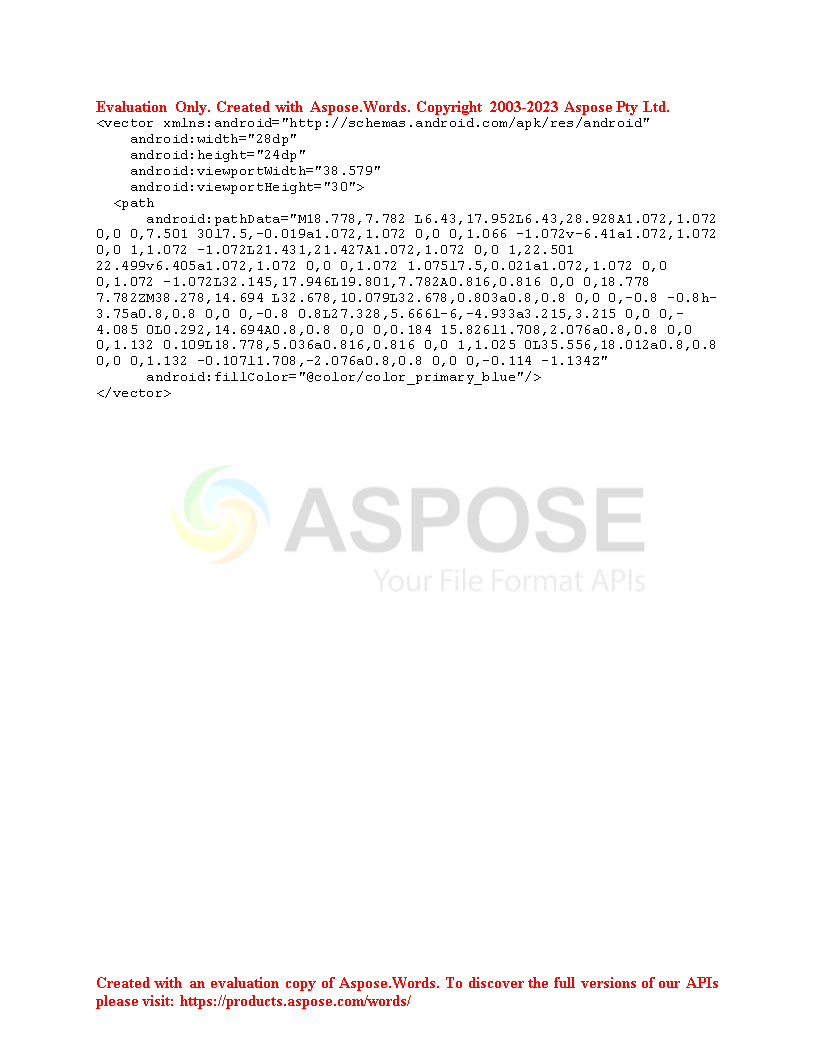 Evaluation Only. Created with Aspose.Words. Copyright 2003-2023 Aspose Pty Ltd.
<vector xmlns:android="http://schemas.android.com/apk/res/android"
    android:width="28dp"
    android:height="24dp"
    android:viewportWidth="38.579"
    android:viewportHeight="30">
  <path
      android:pathData="M18.778,7.782 L6.43,17.952L6.43,28.928A1.072,1.072
0,0 0,7.501 30l7.5,-0.019a1.072,1.072 0,0 0,1.066 -1.072v-6.41a1.072,1.072
0,0 1,1.072 -1.072L21.431,21.427A1.072,1.072 0,0 1,22.501
22.499v6.405a1.072,1.072 0,0 0,1.072 1.075l7.5,0.021a1.072,1.072 0,0
0,1.072 -1.072L32.145,17.946L19.801,7.782A0.816,0.816 0,0 0,18.778
7.782ZM38.278,14.694 L32.678,10.079L32.678,0.803a0.8,0.8 0,0 0,-0.8 -0.8h-
3.75a0.8,0.8 0,0 0,-0.8 0.8L27.328,5.666l-6,-4.933a3.215,3.215 0,0 0,-
4.085 0L0.292,14.694A0.8,0.8 0,0 0,0.184 15.826l1.708,2.076a0.8,0.8 0,0
0,1.132 0.109L18.778,5.036a0.816,0.816 0,0 1,1.025 0L35.556,18.012a0.8,0.8
0,0 0,1.132 -0.107l1.708,-2.076a0.8,0.8 0,0 0,-0.114 -1.134Z"
      android:fillColor="@color/color_primary_blue"/>
</vector>
ASPOSE
Your File Format APIs
Created with an evaluation copy of Aspose.Words. To discover the full versions of our APIs
please visit: https://products.aspose.com/words/